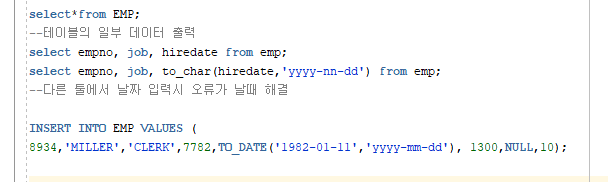 select*from EMP;
--테이블의 일부 데이터 출력
select empno, job, hiredate from emp;
select empno, job, to_char(hiredate,'yyyy-nn-dd') from emp;
--다른 툴에서 날짜 입력시 오류가 날때 해결
INSERT INTO EMP VALUES (
8934,'MILLER','CLERK',7782,TO_DATE('1982-01-11','yyyy-mm-dd'), 1300,NULL,10);